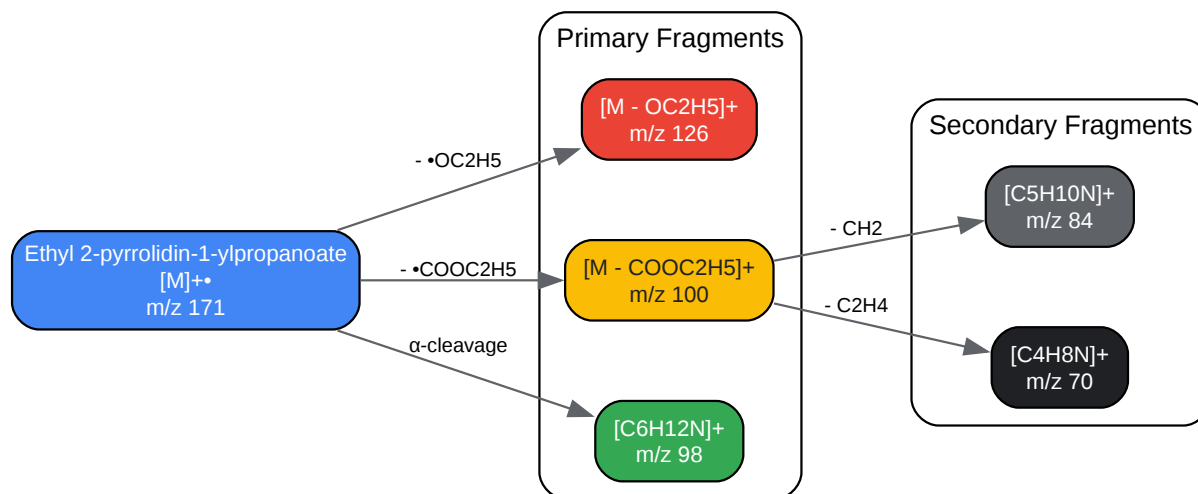 Primary Fragments
[M - OC2H5]+
m/z 126
Secondary Fragments
- •OC2H5
[C5H10N]+
m/z 84
- CH2
Ethyl 2-pyrrolidin-1-ylpropanoate
[M]+•
m/z 171
- •COOC2H5
[M - COOC2H5]+
m/z 100
- C2H4
α-cleavage
[C4H8N]+
m/z 70
[C6H12N]+
m/z 98